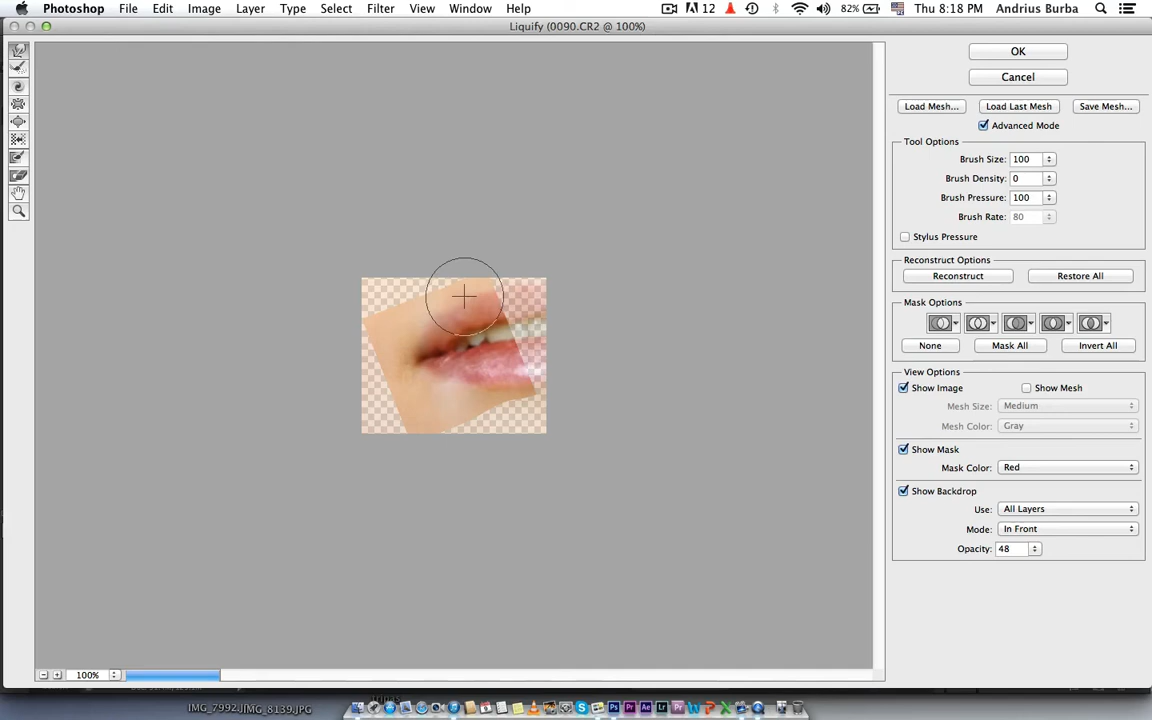 Photoshop File Edit Image Layer Type Select Filter View Window Help 12 82% Thu 8:18 PM Andrius Burba
Liquify (0090.CR2 @ 100%)
OK
Cancel
Load Mesh... Load Last Mesh Save Mesh...
Advanced Mode
Tool Options
Brush Size: 100
Brush Density: 0
Brush Pressure: 100
Brush Rate: 80
Stylus Pressure
Reconstruct Options
Reconstruct Restore All
Mask Options
None Mask All Invert All
View Options
Show Image Show Mesh
Mesh Size: Medium
Mesh Color: Gray
Show Mask
Mask Color: Red
Show Backdrop
Use: All Layers
Mode: In Front
Opacity: 48
100%